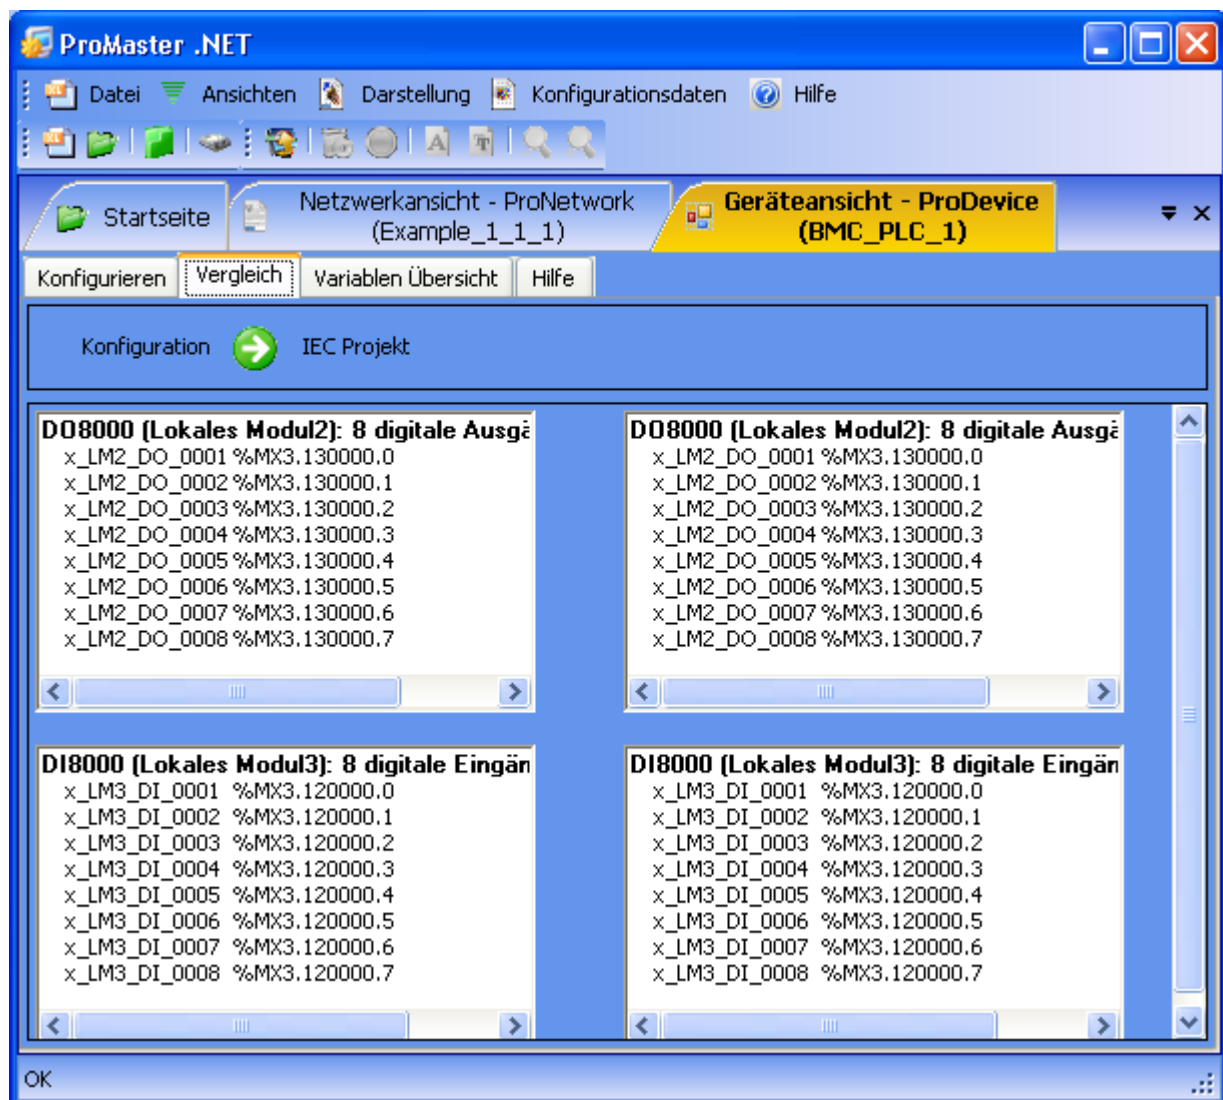 ProMaster .NET
Datei Ansichten Darstellung Konfigurationsdaten Hilfe
Startseite
Netzwerkansicht - ProNetwork
(Example_1_1_1)
Geräteansicht - ProDevice
(BMC_PLC_1)
Konfigurieren Vergleich Variablen Übersicht Hilfe
Konfiguration IEC Projekt
DO8000 (Lokales Modul2): 8 digitale Ausgä
x_LM2_DO_0001 %MX3.130000.0
x_LM2_DO_0002 %MX3.130000.1
x_LM2_DO_0003 %MX3.130000.2
x_LM2_DO_0004 %MX3.130000.3
x_LM2_DO_0005 %MX3.130000.4
x_LM2_DO_0006 %MX3.130000.5
x_LM2_DO_0007 %MX3.130000.6
x_LM2_DO_0008 %MX3.130000.7
DO8000 (Lokales Modul2): 8 digitale Ausgä
x_LM2_DO_0001 %MX3.130000.0
x_LM2_DO_0002 %MX3.130000.1
x_LM2_DO_0003 %MX3.130000.2
x_LM2_DO_0004 %MX3.130000.3
x_LM2_DO_0005 %MX3.130000.4
x_LM2_DO_0006 %MX3.130000.5
x_LM2_DO_0007 %MX3.130000.6
x_LM2_DO_0008 %MX3.130000.7
DI8000 (Lokales Modul3): 8 digitale Eingän
x_LM3_DI_0001 %MX3.120000.0
x_LM3_DI_0002 %MX3.120000.1
x_LM3_DI_0003 %MX3.120000.2
x_LM3_DI_0004 %MX3.120000.3
x_LM3_DI_0005 %MX3.120000.4
x_LM3_DI_0006 %MX3.120000.5
x_LM3_DI_0007 %MX3.120000.6
x_LM3_DI_0008 %MX3.120000.7
DI8000 (Lokales Modul3): 8 digitale Eingän
x_LM3_DI_0001 %MX3.120000.0
x_LM3_DI_0002 %MX3.120000.1
x_LM3_DI_0003 %MX3.120000.2
x_LM3_DI_0004 %MX3.120000.3
x_LM3_DI_0005 %MX3.120000.4
x_LM3_DI_0006 %MX3.120000.5
x_LM3_DI_0007 %MX3.120000.6
x_LM3_DI_0008 %MX3.120000.7
OK